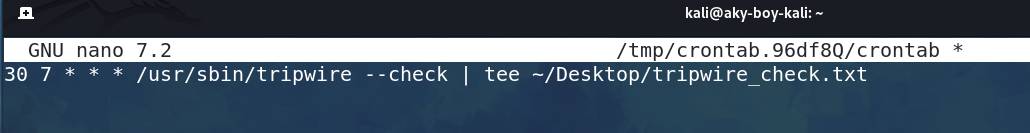 kali@aky-boy-kali: ~
GNU nano 7.2 /tmp/crontab.96df8Q/crontab *
30 7 * * * /usr/sbin/tripwire --check | tee ~/Desktop/tripwire_check.txt